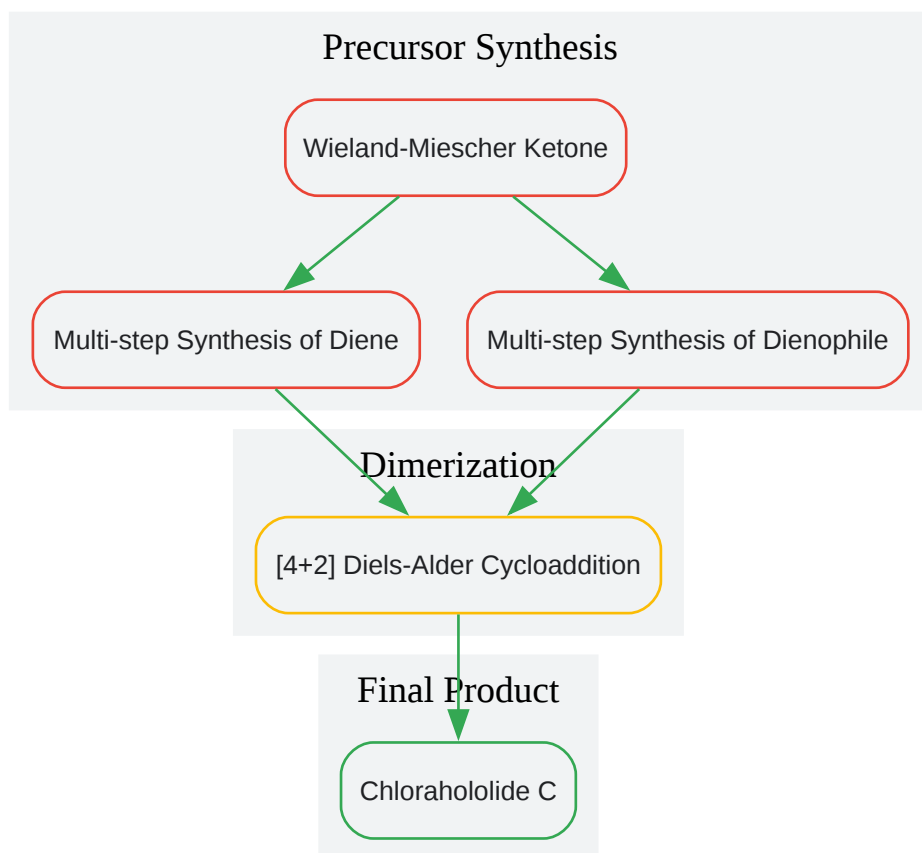 Precursor Synthesis
Wieland-Miescher Ketone
Multi-step Synthesis of Diene
Multi-step Synthesis of Dienophile
Dimerization
[4+2] Diels-Alder Cycloaddition
Final Product
Chlorahololide C